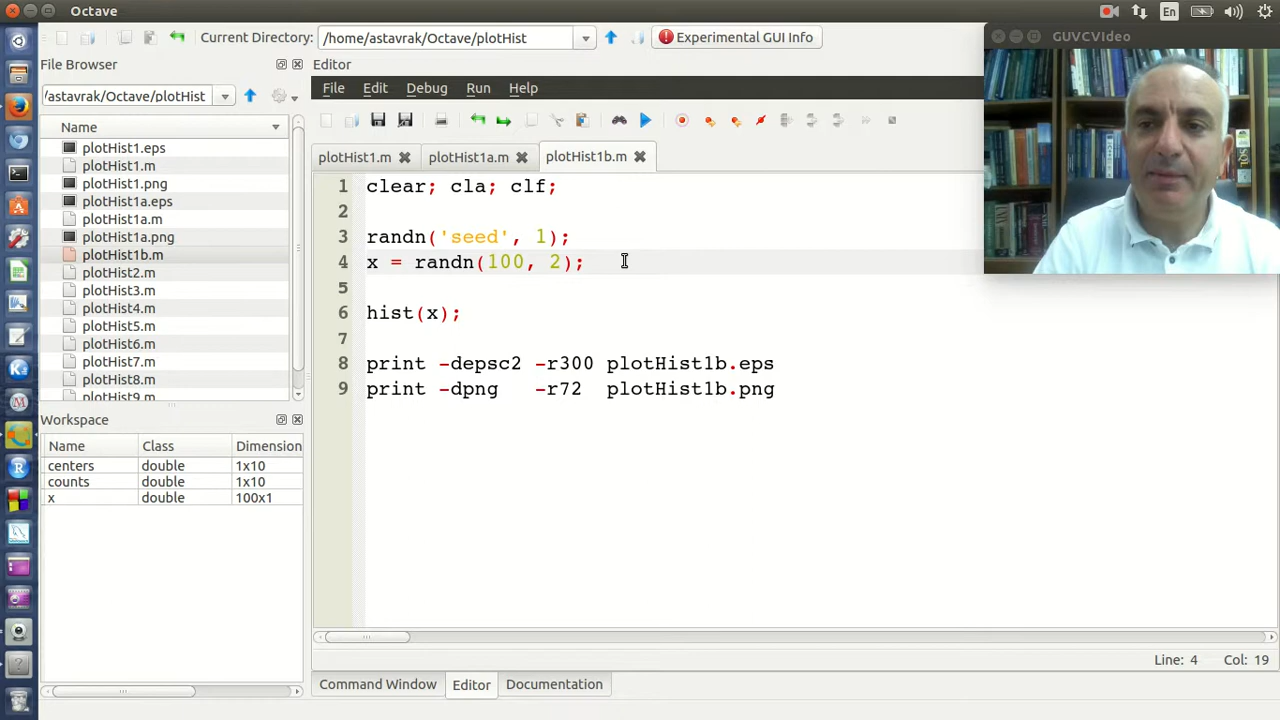 Octave
En
Current Directory: /home/astavrak/Octave/plotHist
Experimental GUI Info
GUVCVIdeo
File Browser
/astavrak/Octave/plotHist
Name
plotHist1.eps
plotHist1.m
plotHist1.png
plotHist1a.eps
plotHist1a.m
plotHist1a.png
plotHist1b.m
plotHist2.m
plotHist3.m
plotHist4.m
plotHist5.m
plotHist6.m
plotHist7.m
plotHist8.m
plotHist9.m
Workspace
Name Class Dimension
centers double 1x10
counts double 1x10
x double 100x1
Editor
File Edit Debug Run Help
plotHist1.m plotHist1a.m plotHist1b.m
1 clear; cla; clf;
2
3 randn('seed', 1);
4 x = randn(100, 2);
5
6 hist(x);
7
8 print -depsc2 -r300 plotHist1b.eps
9 print -dpng -r72 plotHist1b.png
Line: 4 Col: 19
Command Window Editor Documentation